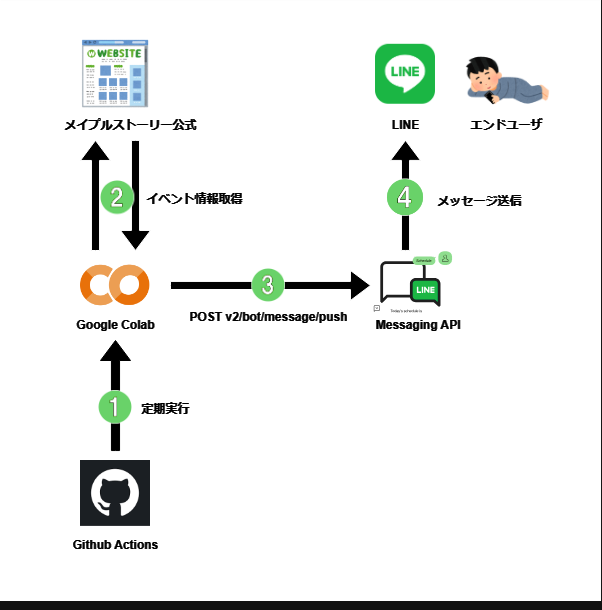 WEBSITE
LINE
メイプルストーリー公式
LINE
エンドユーザ
2
イベント情報取得
4
メッセージ送信
Schedule
LINE
3
Today's schedule is
Google Colab
POST v2/bot/message/push
Messaging API
1
定期実行
Github Actions